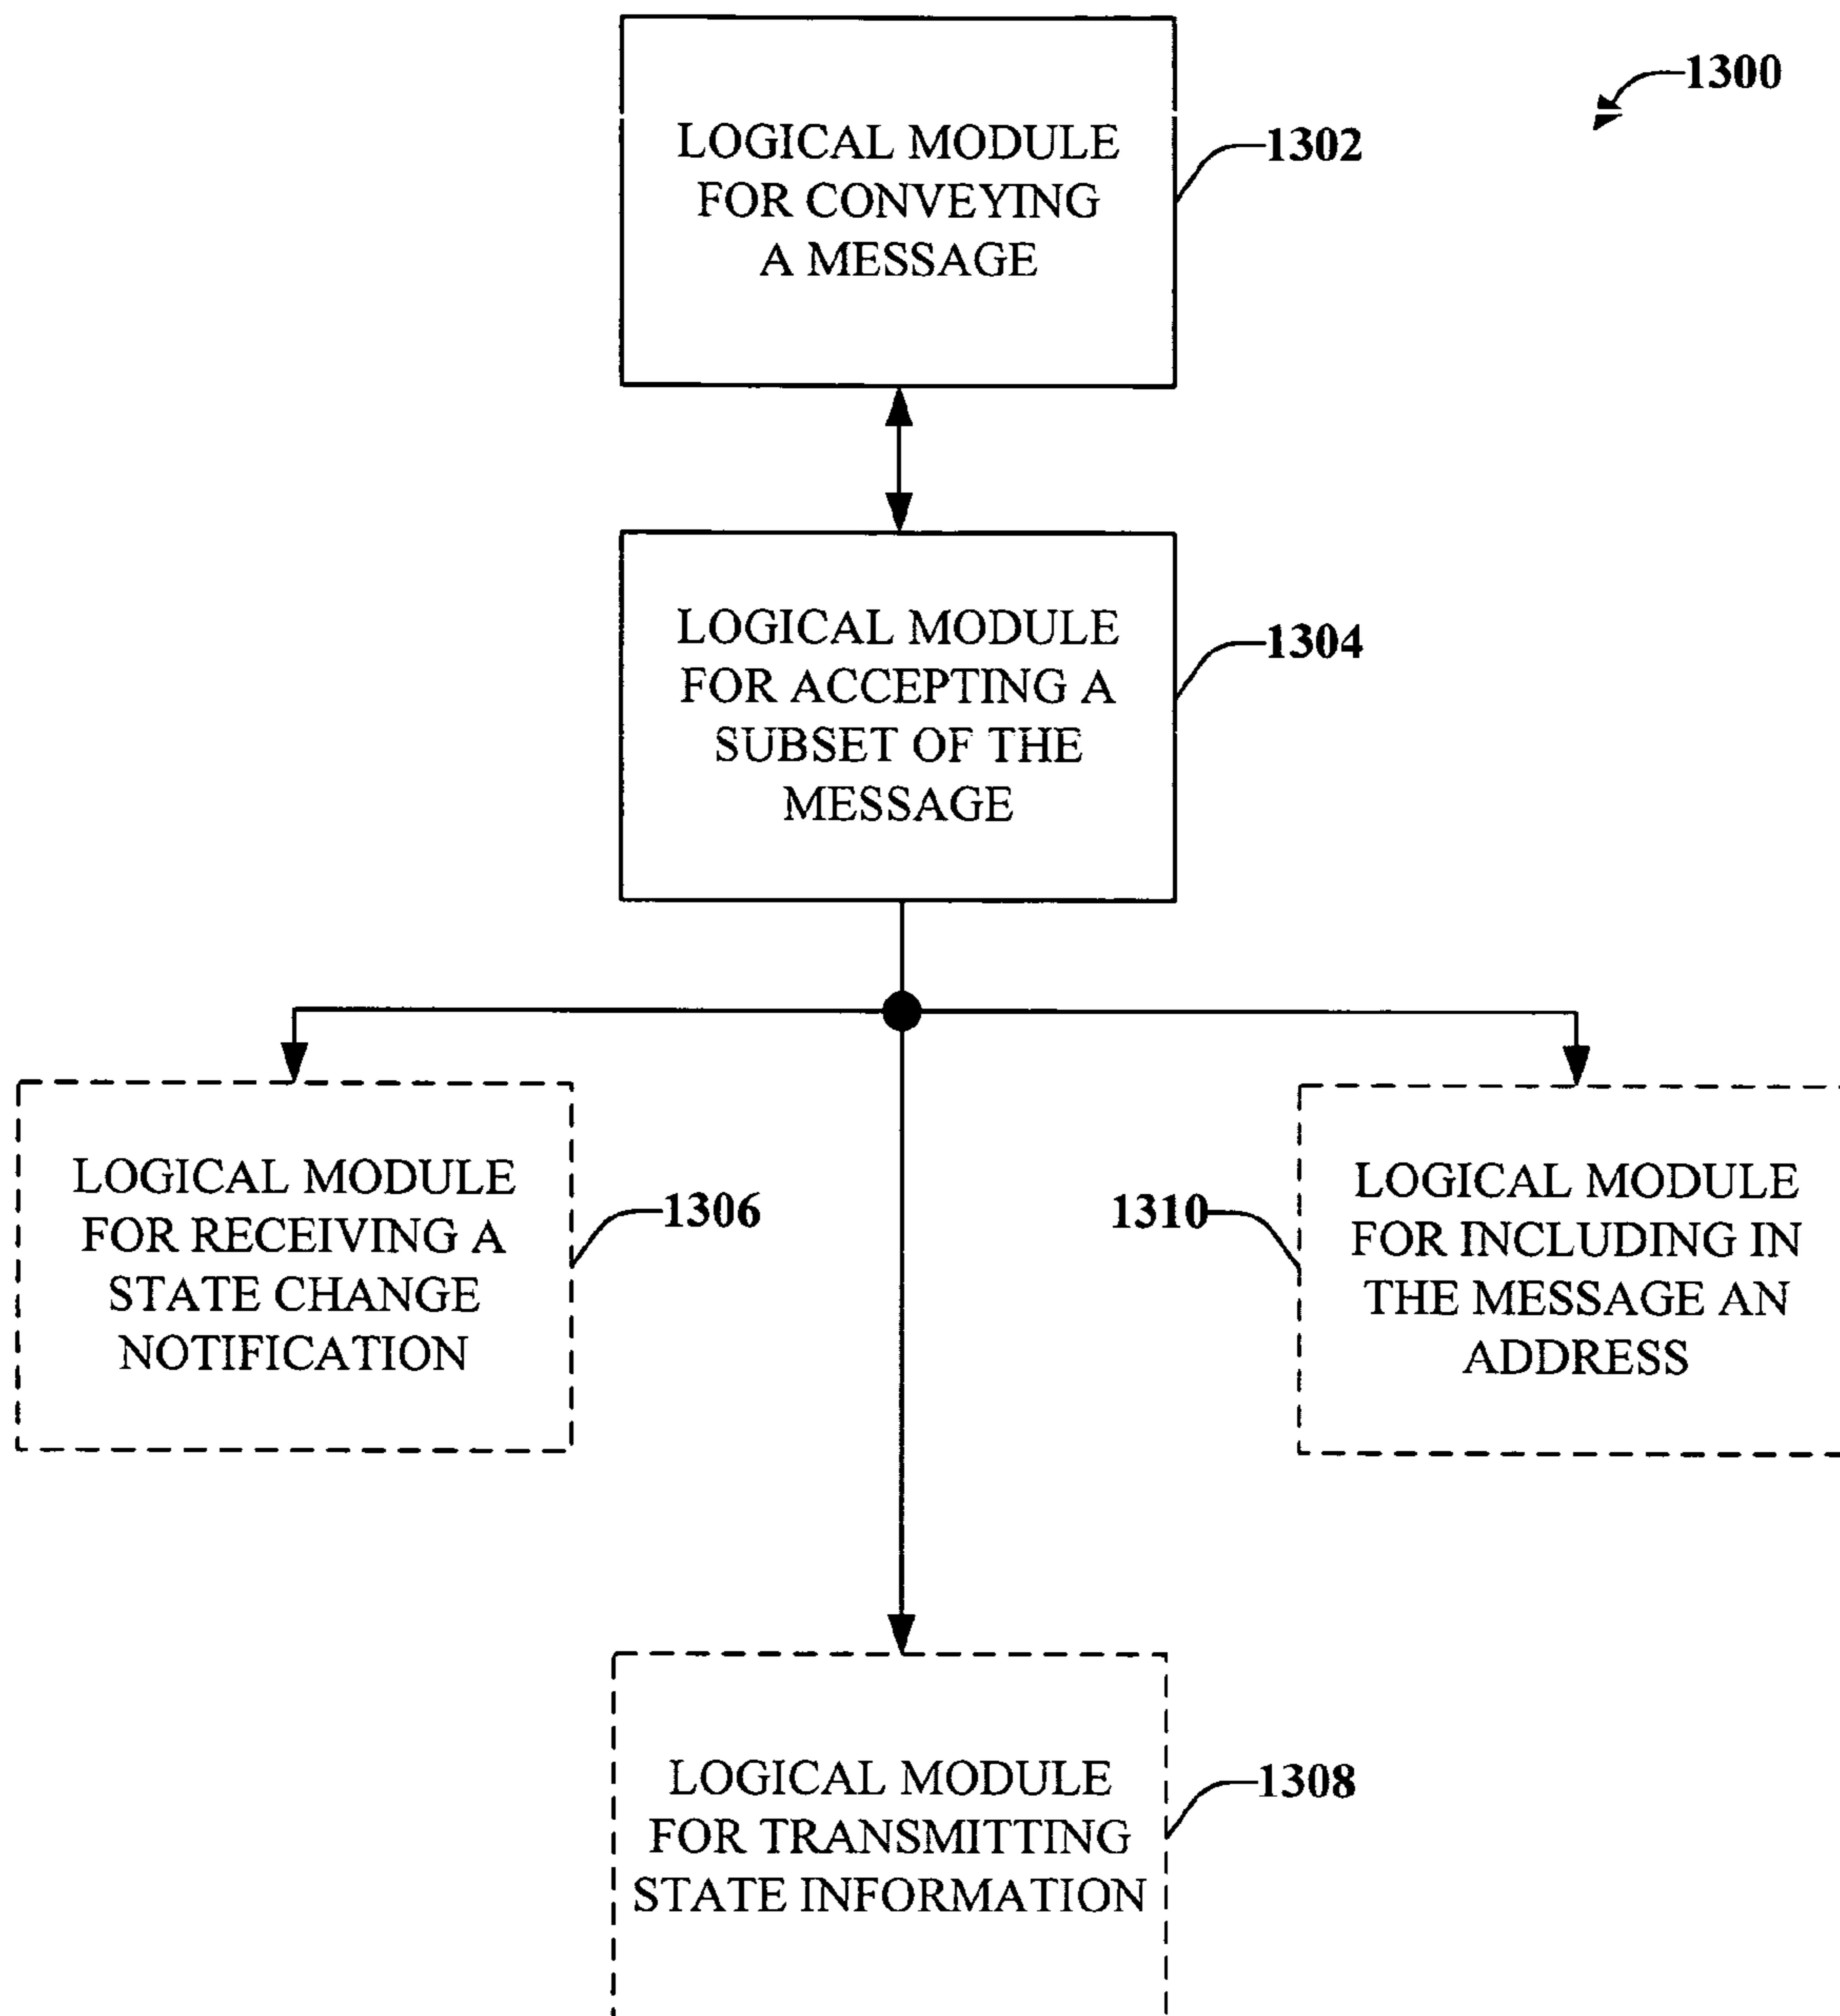 1300
LOGICAL MODULE
FOR CONVEYING
A MESSAGE
1302
LOGICAL MODULE
FOR ACCEPTING A
SUBSET OF THE
MESSAGE
1304
LOGICAL MODULE
FOR RECEIVING A
STATE CHANGE
NOTIFICATION
1306
1310
LOGICAL MODULE
FOR INCLUDING IN
THE MESSAGE AN
ADDRESS
LOGICAL MODULE
FOR TRANSMITTING
STATE INFORMATION
1308